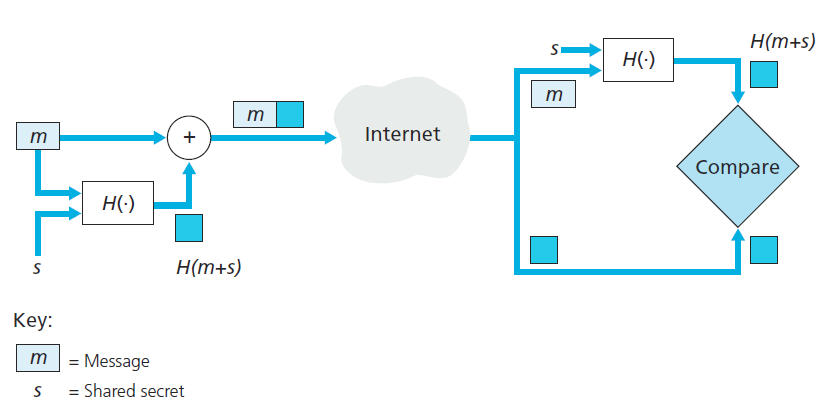 m
+
m
H(·)
s
H(m+s)
Internet
s
H(·)
H(m+s)
m
Compare
Key:
m = Message
s = Shared secret